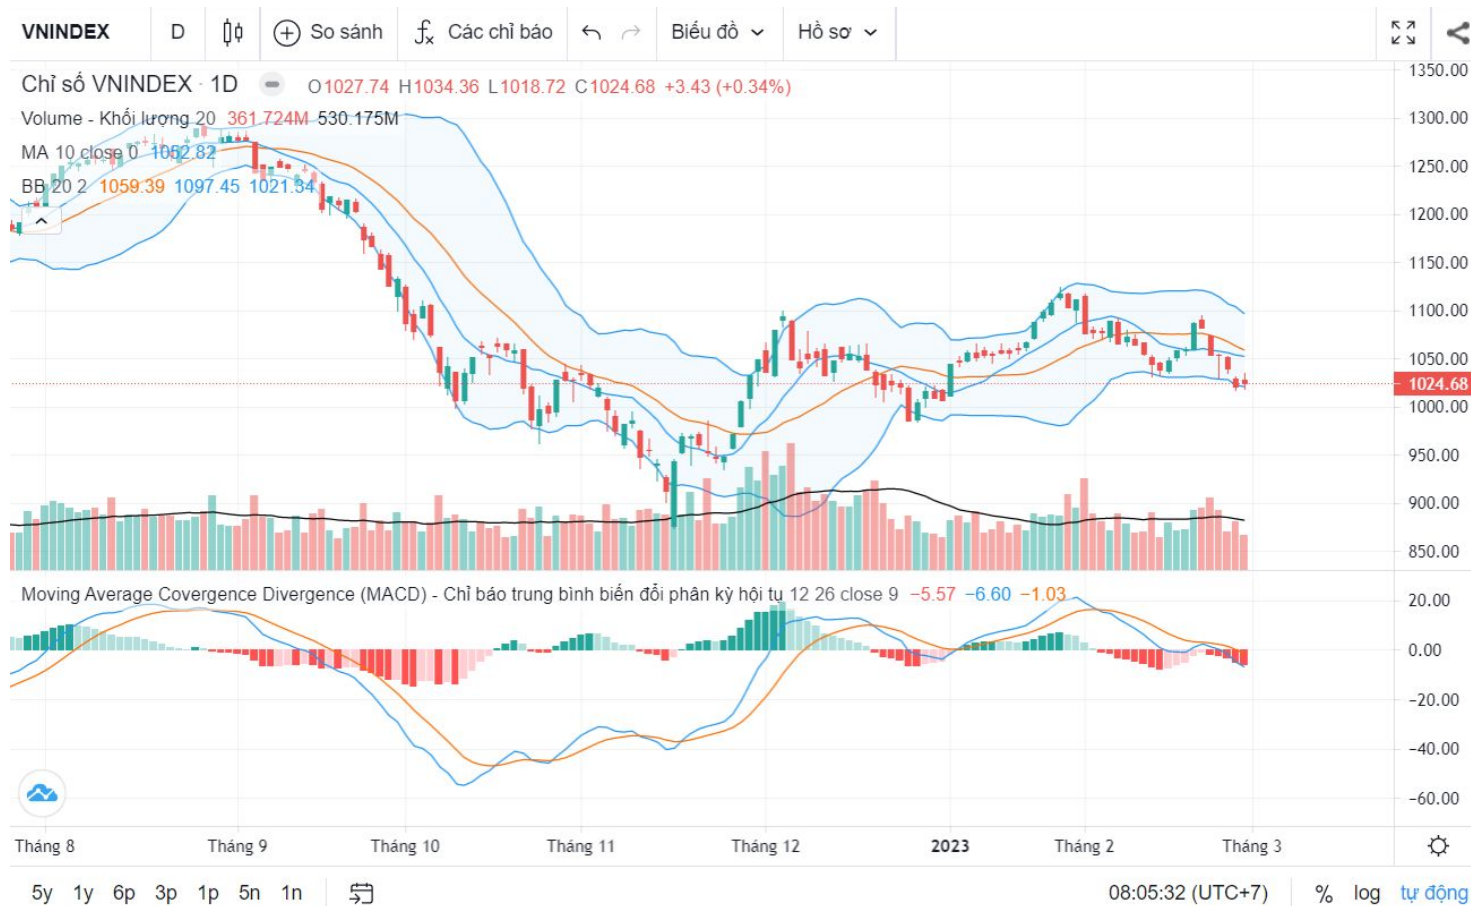 VNINDEX D So sánh Các chỉ báo Biểu đồ Hồ sơ
Chỉ số VNINDEX · 1D O1027.74 H1034.36 L1018.72 C1024.68 +3.43 (+0.34%)
Volume - Khối lượng 20 361.724M 530.175M
MA 10 close 0 1052.82
BB 20 2 1059.39 1097.45 1021.34
1350.00
1300.00
1250.00
1200.00
1150.00
1100.00
1050.00
1024.68
1000.00
950.00
900.00
850.00
Moving Average Covergence Divergence (MACD) - Chỉ báo trung bình biến đổi phân kỳ hội tụ 12 26 close 9 −5.57 −6.60 −1.03
20.00
0.00
−20.00
−40.00
−60.00
Tháng 8 Tháng 9 Tháng 10 Tháng 11 Tháng 12 2023 Tháng 2 Tháng 3
5y 1y 6p 3p 1p 5n 1n 08:05:32 (UTC+7) % log tự động